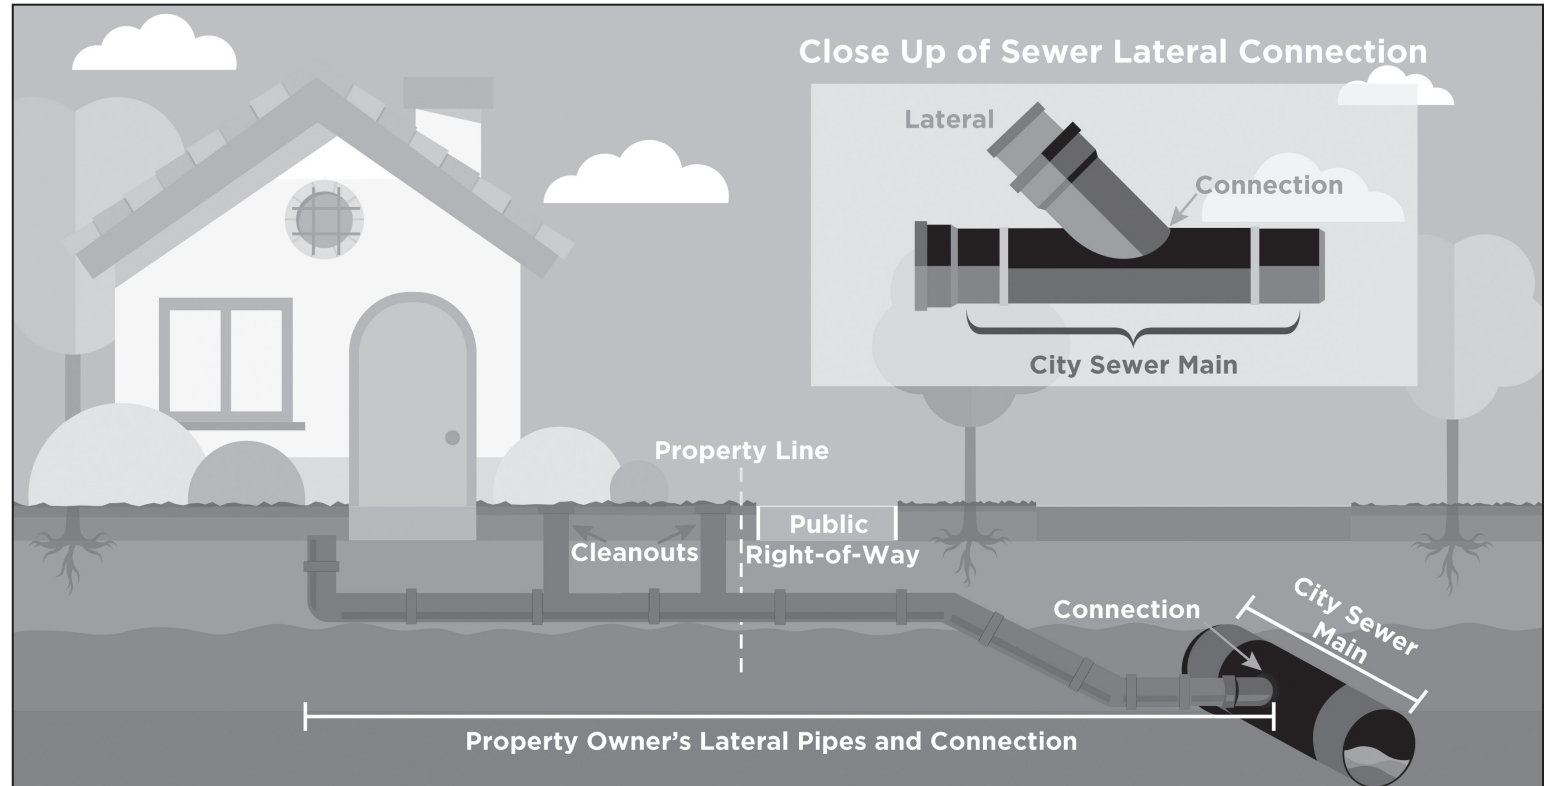 Close Up of Sewer Lateral Connection
Lateral
Connection
City Sewer Main
Property Line
Public
Right-of-Way
Cleanouts
Connection
City Sewer
Main
Property Owner's Lateral Pipes and Connection